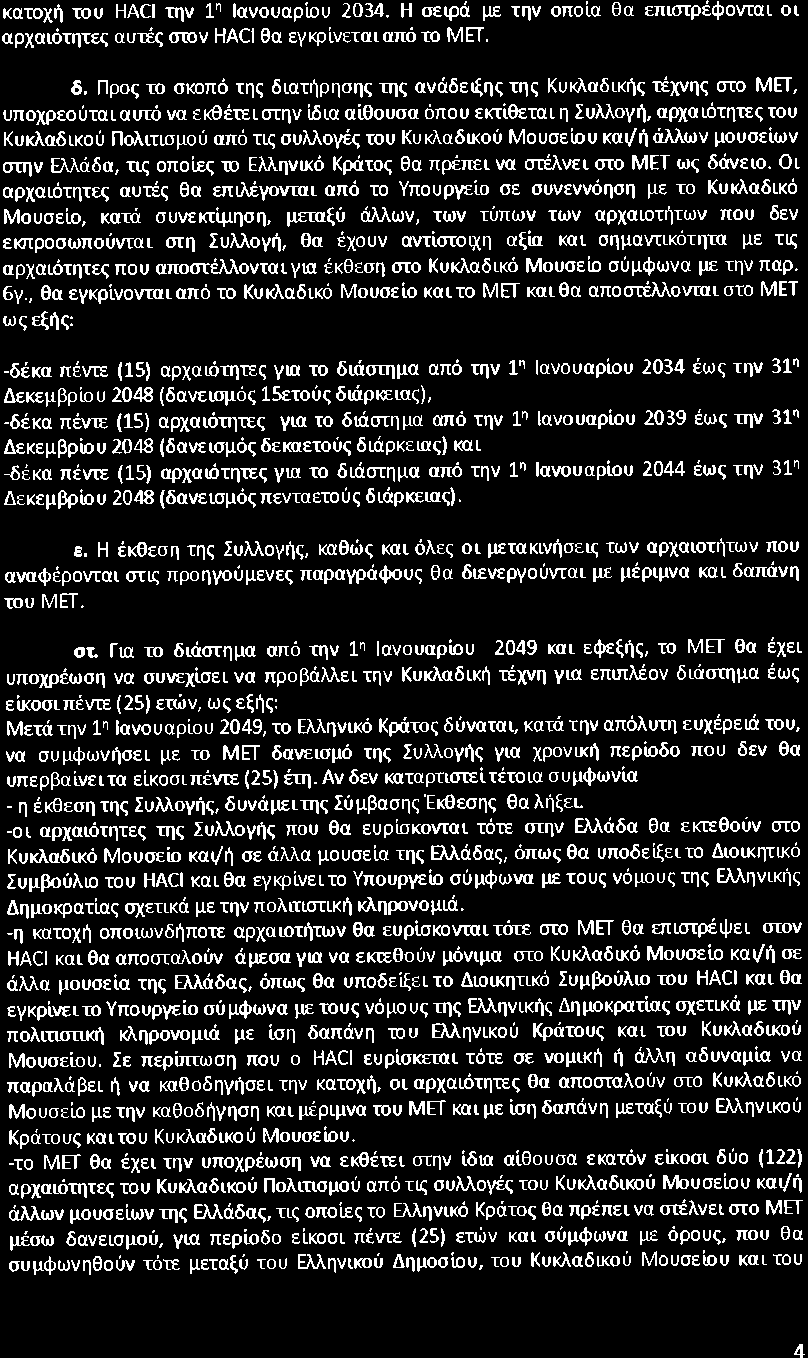 κατοχή του HACI την 1η Ιανουαρίου 2034. Η σειρά με την οποία θα επιστρέφονται οι
αρχαιότητες αυτές στον HACI θα εγκρίνεται από το ΜΕΤ.
δ. Προς το σκοπό της διατήρησης της ανάδειξης της Κυκλαδικής τέχνης στο ΜΕΤ,
υποχρεούται αυτό να εκθέτει στην ίδια αίθουσα όπου εκτίθεται η Συλλογή, αρχαιότητες του
Κυκλαδικού Πολιτισμού από τις συλλογές του Κυκλαδικού Μουσείου και/ή άλλων μουσείων
στην Ελλάδα, τις οποίες το Ελληνικό Κράτος θα πρέπει να στέλνει στο ΜΕΤ ως δάνειο. Οι
αρχαιότητες αυτές θα επιλέγονται από το Υπουργείο σε συνεννόηση με το Κυκλαδικό
Μουσείο, κατά συνεκτίμηση, μεταξύ άλλων, των τύπων των αρχαιοτήτων που δεν
εκπροσωπούνται στη Συλλογή, θα έχουν αντίστοιχη αξία και σημαντικότητα με τις
αρχαιότητες που αποστέλλονται για έκθεση στο Κυκλαδικό Μουσείο σύμφωνα με την παρ.
6γ., θα εγκρίνονται από το Κυκλαδικό Μουσείο και το ΜΕΤ και θα αποστέλλονται στο ΜΕΤ
ως εξής:
-δέκα πέντε (15) αρχαιότητες για το διάστημα από την 1η Ιανουαρίου 2034 έως την 31η
Δεκεμβρίου 2048 (δανεισμός 15ετούς διάρκειας),
-δέκα πέντε (15) αρχαιότητες για το διάστημα από την 1η Ιανουαρίου 2039 έως την 31η
Δεκεμβρίου 2048 (δανεισμός δεκαετούς διάρκειας) και
-δέκα πέντε (15) αρχαιότητες για το διάστημα από την 1η Ιανουαρίου 2044 έως την 31η
Δεκεμβρίου 2048 (δανεισμός πενταετούς διάρκειας).
ε. Η έκθεση της Συλλογής, καθώς και όλες οι μετακινήσεις των αρχαιοτήτων που
αναφέρονται στις προηγούμενες παραγράφους θα διενεργούνται με μέριμνα και δαπάνη
του ΜΕΤ.
στ. Για το διάστημα από την 1η Ιανουαρίου 2049 και εφεξής, το ΜΕΤ θα έχει
υποχρέωση να συνεχίσει να προβάλλει την Κυκλαδική τέχνη για επιπλέον διάστημα έως
είκοσι πέντε (25) ετών, ως εξής:
Μετά την 1η Ιανουαρίου 2049, το Ελληνικό Κράτος δύναται, κατά την απόλυτη ευχέρειά του,
να συμφωνήσει με το ΜΕΤ δανεισμό της Συλλογής για χρονική περίοδο που δεν θα
υπερβαίνει τα είκοσι πέντε (25) έτη. Αν δεν καταρτιστεί τέτοια συμφωνία
- η έκθεση της Συλλογής, δυνάμει της Σύμβασης Έκθεσης θα λήξει.
-οι αρχαιότητες της Συλλογής που θα ευρίσκονται τότε στην Ελλάδα θα εκτεθούν στο
Κυκλαδικό Μουσείο και/ή σε άλλα μουσεία της Ελλάδας, όπως θα υποδείξει το Διοικητικό
Συμβούλιο του HACI και θα εγκρίνει το Υπουργείο σύμφωνα με τους νόμους της Ελληνικής
Δημοκρατίας σχετικά με την πολιτιστική κληρονομιά.
-η κατοχή οποιωνδήποτε αρχαιοτήτων θα ευρίσκονται τότε στο ΜΕΤ θα επιστρέψει στον
HACI και θα αποσταλούν άμεσα για να εκτεθούν μόνιμα στο Κυκλαδικό Μουσείο και/ή σε
άλλα μουσεία της Ελλάδας, όπως θα υποδείξει το Διοικητικό Συμβούλιο του HACI και θα
εγκρίνει το Υπουργείο σύμφωνα με τους νόμους της Ελληνικής Δημοκρατίας σχετικά με την
πολιτιστική κληρονομιά με ίση δαπάνη του Ελληνικού Κράτους και του Κυκλαδικού
Μουσείου. Σε περίπτωση που ο HACI ευρίσκεται τότε σε νομική ή άλλη αδυναμία να
παραλάβει ή να καθοδηγήσει την κατοχή, οι αρχαιότητες θα αποσταλούν στο Κυκλαδικό
Μουσείο με την καθοδήγηση και μέριμνα του ΜΕΤ και με ίση δαπάνη μεταξύ του Ελληνικού
Κράτους και του Κυκλαδικού Μουσείου.
-το ΜΕΤ θα έχει την υποχρέωση να εκθέτει στην ίδια αίθουσα εκατόν είκοσι δύο (122)
αρχαιότητες του Κυκλαδικού Πολιτισμού από τις συλλογές του Κυκλαδικού Μουσείου και/ή
άλλων μουσείων της Ελλάδας, τις οποίες το Ελληνικό Κράτος θα πρέπει να στέλνει στο ΜΕΤ
μέσω δανεισμού, για περίοδο είκοσι πέντε (25) ετών και σύμφωνα με όρους, που θα
συμφωνηθούν τότε μεταξύ του Ελληνικού Δημοσίου, του Κυκλαδικού Μουσείου και του
4